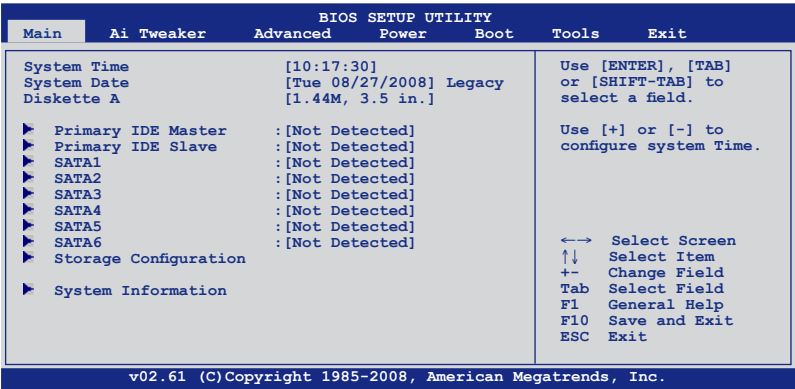 BIOS SETUP UTILITY
Main Ai Tweaker Advanced Power Boot Tools Exit
System Time [10:17:30]
System Date [Tue 08/27/2008] Legacy
Diskette A [1.44M, 3.5 in.]
Primary IDE Master :[Not Detected]
Primary IDE Slave :[Not Detected]
SATA1 :[Not Detected]
SATA2 :[Not Detected]
SATA3 :[Not Detected]
SATA4 :[Not Detected]
SATA5 :[Not Detected]
SATA6 :[Not Detected]
Storage Configuration
System Information
Use [ENTER], [TAB]
or [SHIFT-TAB] to
select a field.
Use [+] or [-] to
configure system Time.
←→ Select Screen
↑↓ Select Item
+- Change Field
Tab Select Field
F1 General Help
F10 Save and Exit
ESC Exit
v02.61 (C)Copyright 1985-2008, American Megatrends, Inc.